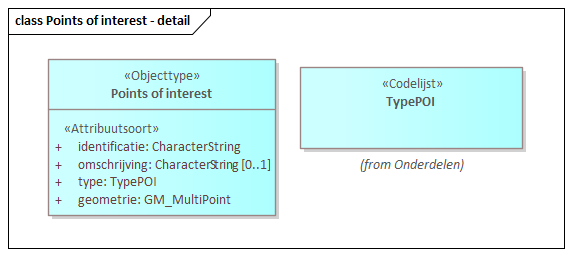 class Points of interest - detail
«Objecttype»
Points of interest
«Attribuutsoort»
+ identificatie: CharacterString
+ omschrijving: CharacterString [0..1]
+ type: TypePOI
+ geometrie: GM_MultiPoint
«Codelijst»
TypePOI
(from Onderdelen)